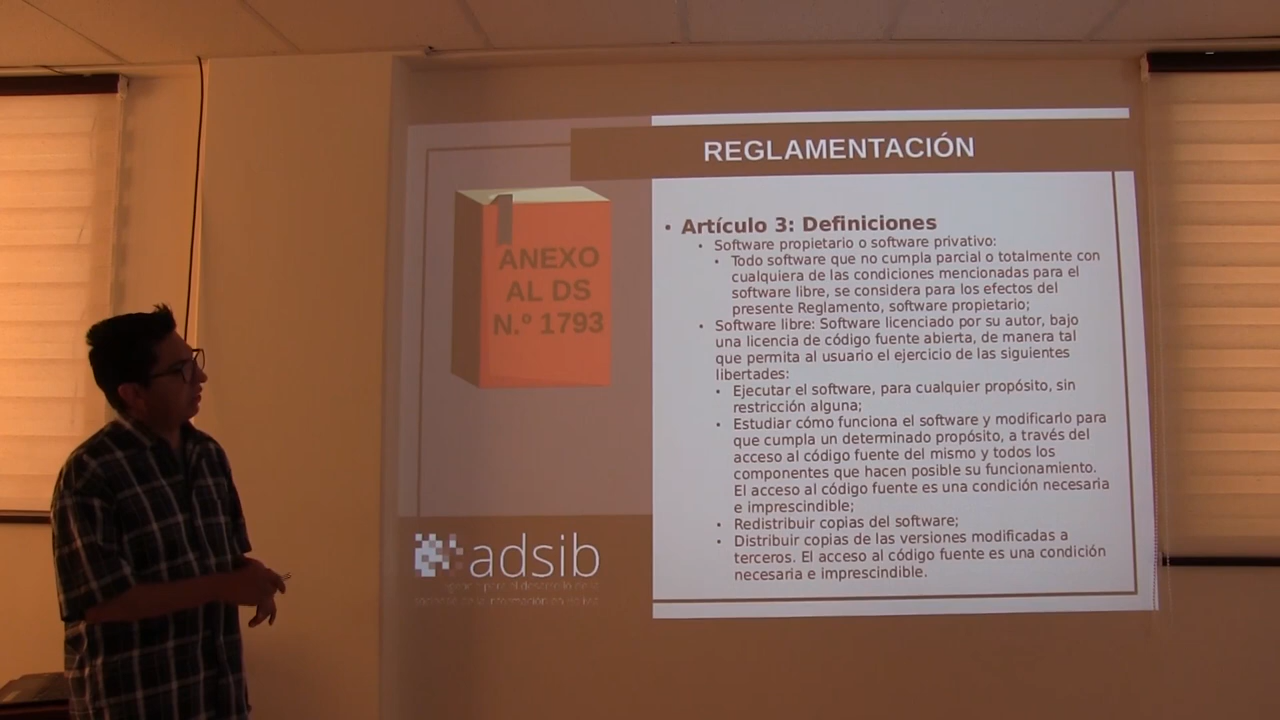 REGLAMENTACIÓN
ANEXO
AL DS
N.º 1793
• Artículo 3: Definiciones
• Software propietario o software privativo:
• Todo software que no cumpla parcial o totalmente con
cualquiera de las condiciones mencionadas para el
software libre, se considera para los efectos del
presente Reglamento, software propietario;
• Software libre: Software licenciado por su autor, bajo
una licencia de código fuente abierta, de manera tal
que permita al usuario el ejercicio de las siguientes
libertades:
• Ejecutar el software, para cualquier propósito, sin
restricción alguna;
• Estudiar cómo funciona el software y modificarlo para
que cumpla un determinado propósito, a través del
acceso al código fuente del mismo y todos los
componentes que hacen posible su funcionamiento.
El acceso al código fuente es una condición necesaria
e imprescindible;
• Redistribuir copias del software;
• Distribuir copias de las versiones modificadas a
terceros. El acceso al código fuente es una condición
necesaria e imprescindible.
adsib